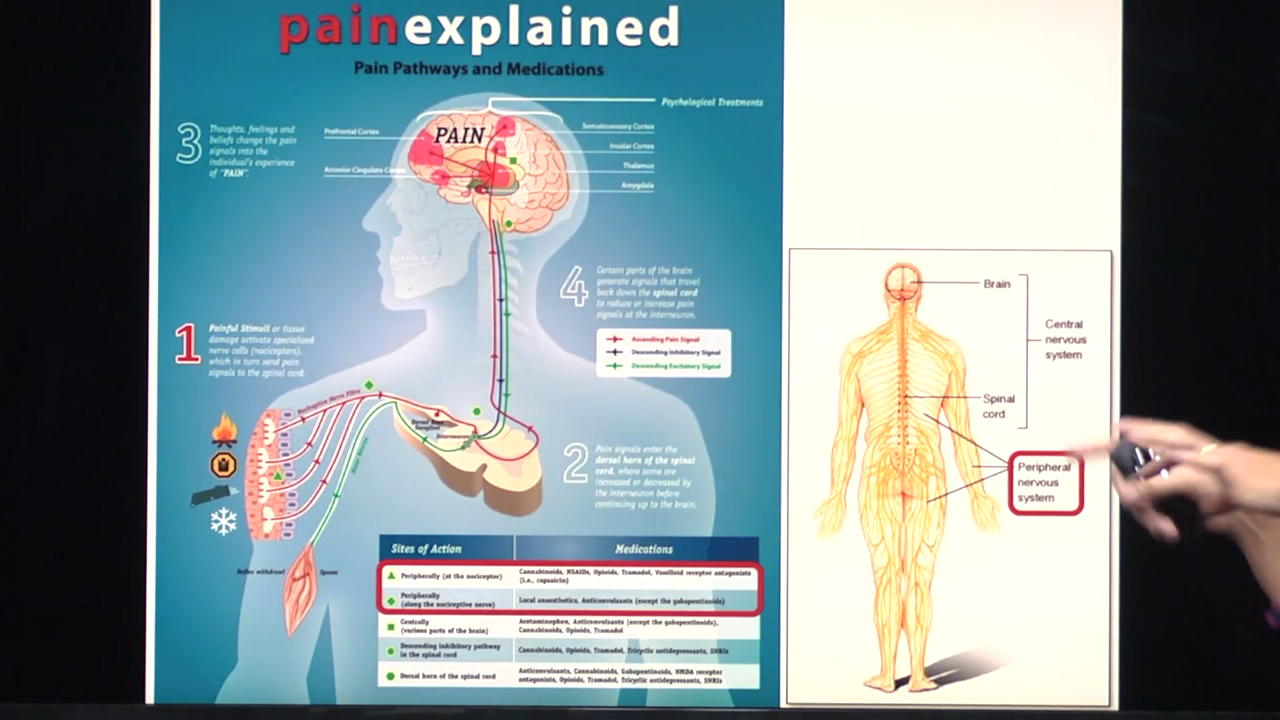 painexplained
Pain Pathways and Medications
Psychological Treatments
3
Thoughts, feelings and
beliefs change the pain
signals into the
individual's experience
of "PAIN".
Prefrontal Cortex
Anterior Cingulate Cortex
PAIN
Somatosensory Cortex
Insular Cortex
Thalamus
Amygdala
4
Certain parts of the brain
generate signals that travel
back down the spinal cord
to reduce or increase pain
signals at the interneuron.
Ascending Pain Signal
Descending Inhibitory Signal
Descending Excitatory Signal
1
Painful Stimuli or tissue
damage activate specialized
nerve cells (nociceptors),
which in turn send pain
signals to the spinal cord.
Nociceptive Nerve Fibre
Dorsal Root
Ganglion
Interneuron
2
Pain signals enter the
dorsal horn of the spinal
cord, where some are
increased or decreased by
the interneuron before
continuing up to the brain.
Reflex withdrawl
Spasm
Sites of Action
Medications
Peripherally (at the nociceptor)
Cannabinoids, NSAIDs, Opioids, Tramadol, Vanilloid receptor antagonists
(i.e., capsaicin)
Peripherally
(along the nociceptive nerve)
Local anaesthetics, Anticonvulsants (except the gabapentinoids)
Centrally
(various parts of the brain)
Acetaminophen, Anticonvulsants (except the gabapentinoids),
Cannabinoids, Opioids, Tramadol
Descending inhibitory pathway
in the spinal cord
Cannabinoids, Opioids, Tramadol, Tricyclic antidepressants, SNRIs
Dorsal horn of the spinal cord
Anticonvulsants, Cannabinoids, Gabapentinoids, NMDA receptor
antagonists, Opioids, Tramadol, Tricyclic antidepressants, SNRIs
Brain
Central
nervous
system
Spinal
cord
Peripheral
nervous
system